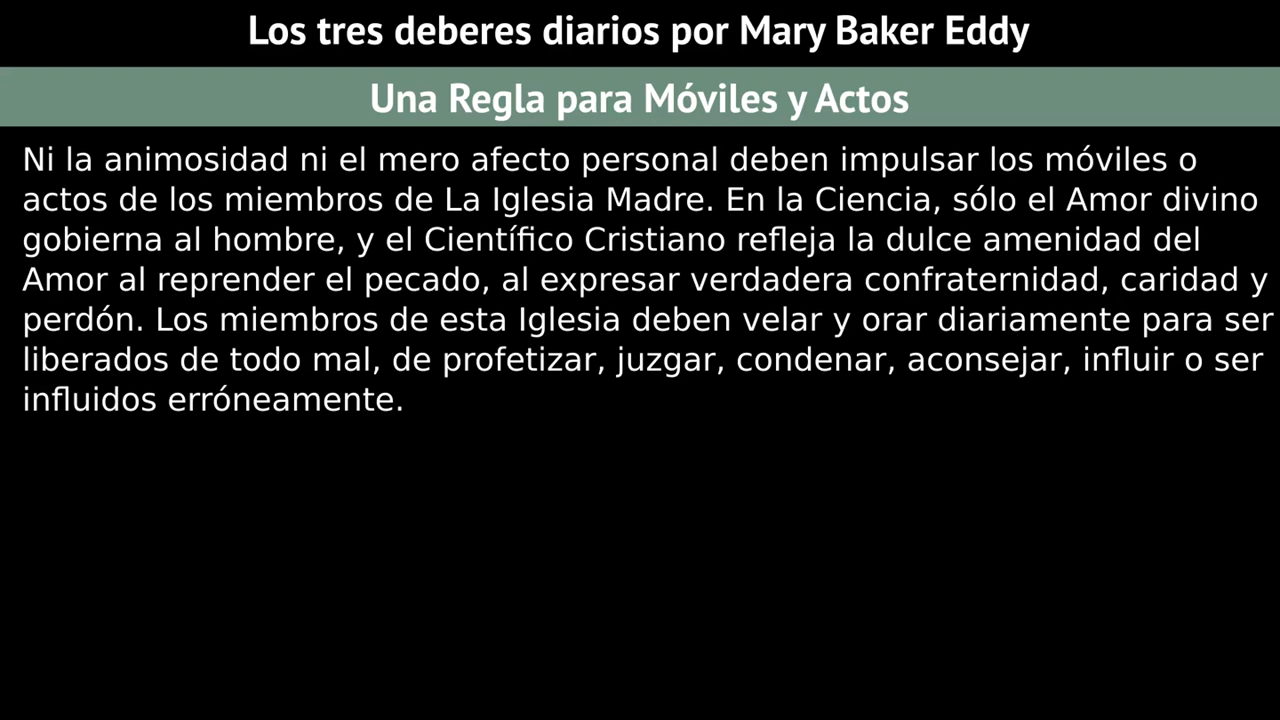 Los tres deberes diarios por Mary Baker Eddy
Una Regla para Móviles y Actos
Ni la animosidad ni el mero afecto personal deben impulsar los móviles o
actos de los miembros de La Iglesia Madre. En la Ciencia, sólo el Amor divino
gobierna al hombre, y el Científico Cristiano refleja la dulce amenidad del
Amor al reprender el pecado, al expresar verdadera confraternidad, caridad y
perdón. Los miembros de esta Iglesia deben velar y orar diariamente para ser
liberados de todo mal, de profetizar, juzgar, condenar, aconsejar, influir o ser
influidos erróneamente.